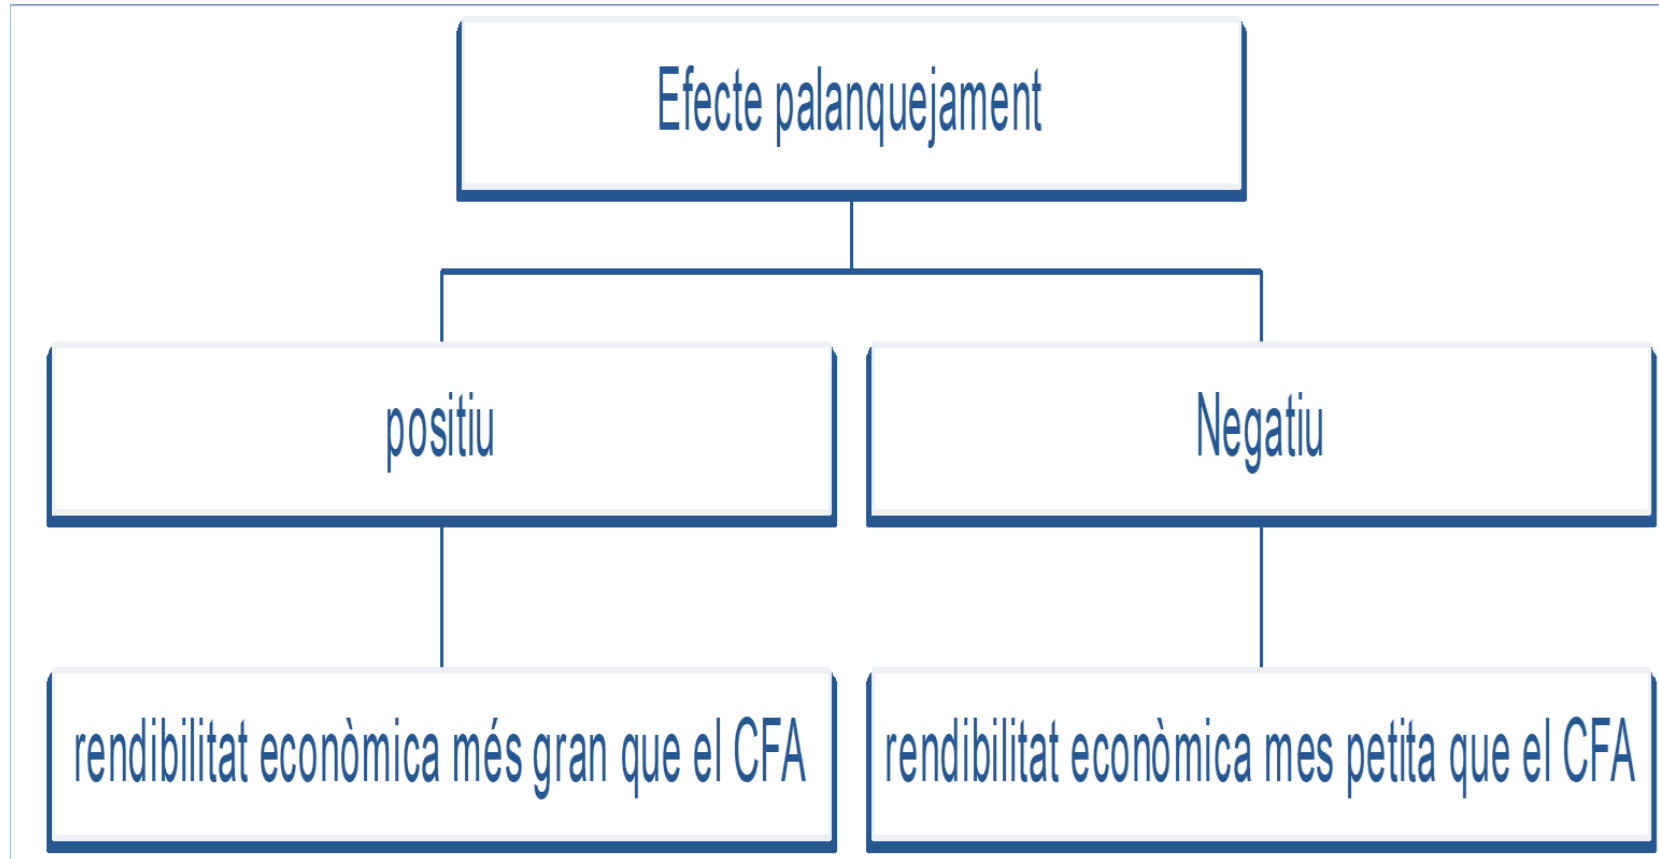 Efecte palanquejament
positiu
Negatiu
rendibilitat econòmica més gran que el CFA
rendibilitat econòmica mes petita que el CFA